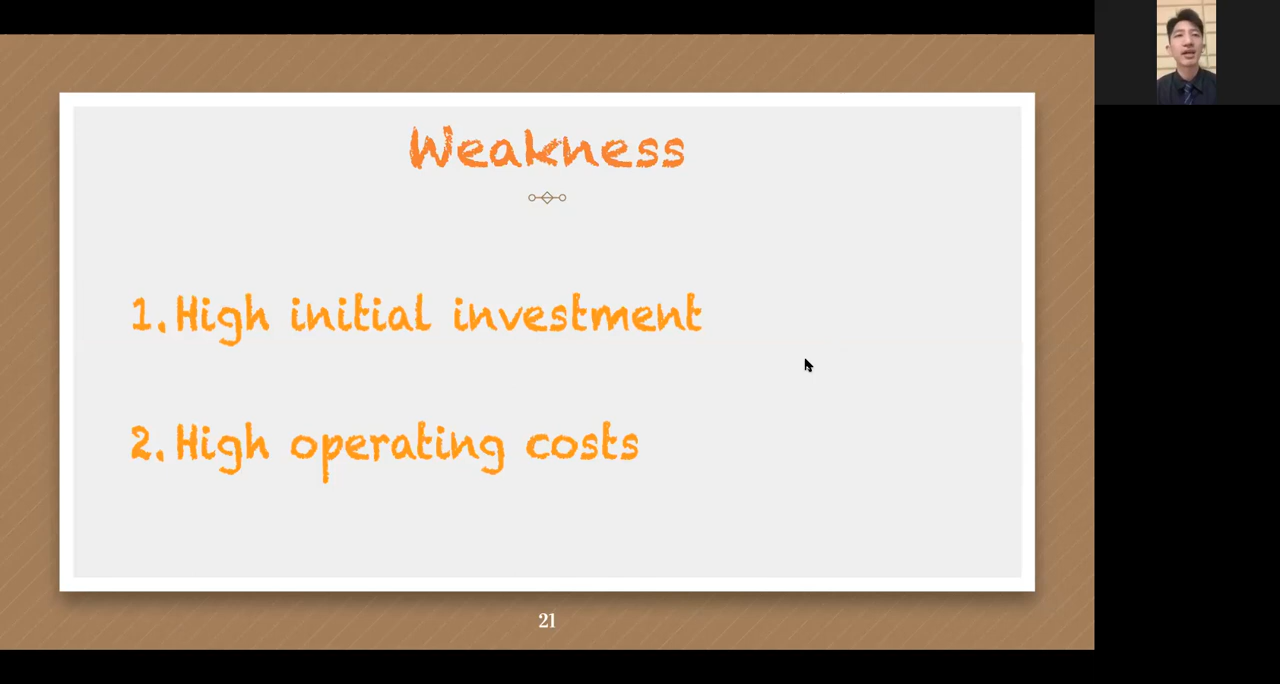 Weakness
1. High initial investment
2. High operating costs
21